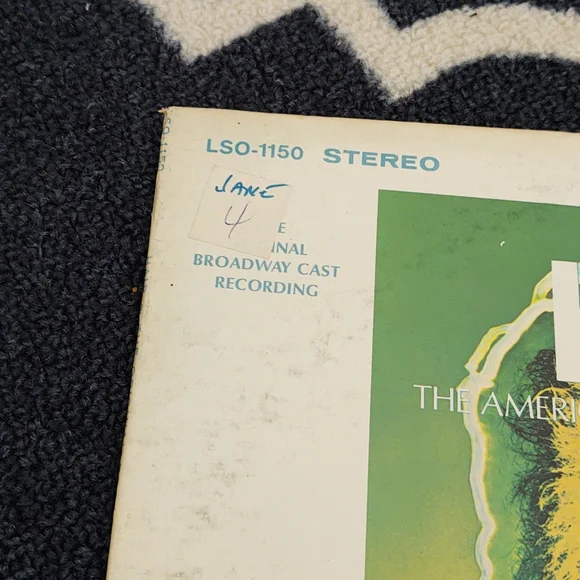 LSO-1150 STEREO
JANE
4
E
INAL
BROADWAY CAST
RECORDING
THE AMERI